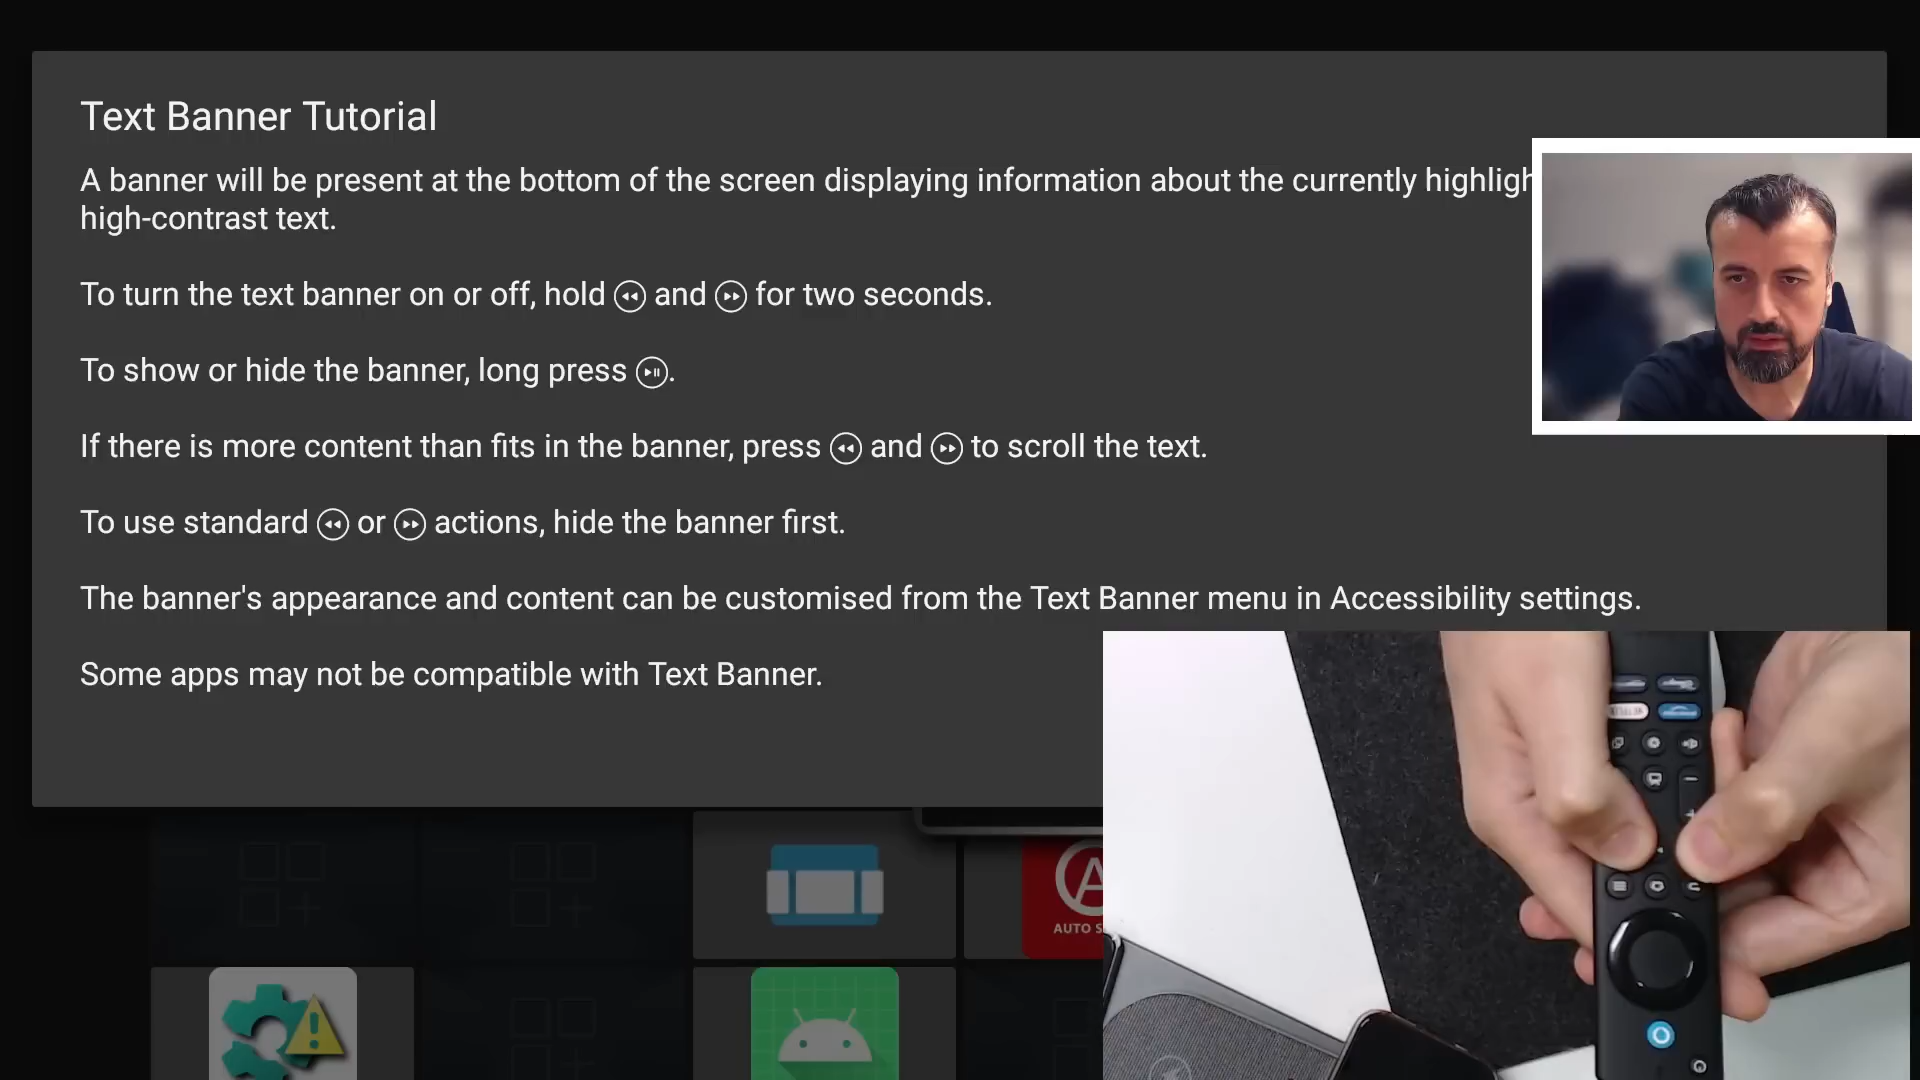 Text Banner Tutorial
A banner will be present at the bottom of the screen displaying information about the currently
high-contrast text.
To turn the text banner on or off, hold and for two seconds.
To show or hide the banner, long press .
If there is more content than fits in the banner, press and to scroll the text.
To use standard or actions, hide the banner first.
The banner's appearance and content can be customised from the Text Banner menu in Accessibility settings.
Some apps may not be compatible with Text Banner.
AUTO
NETFLIX